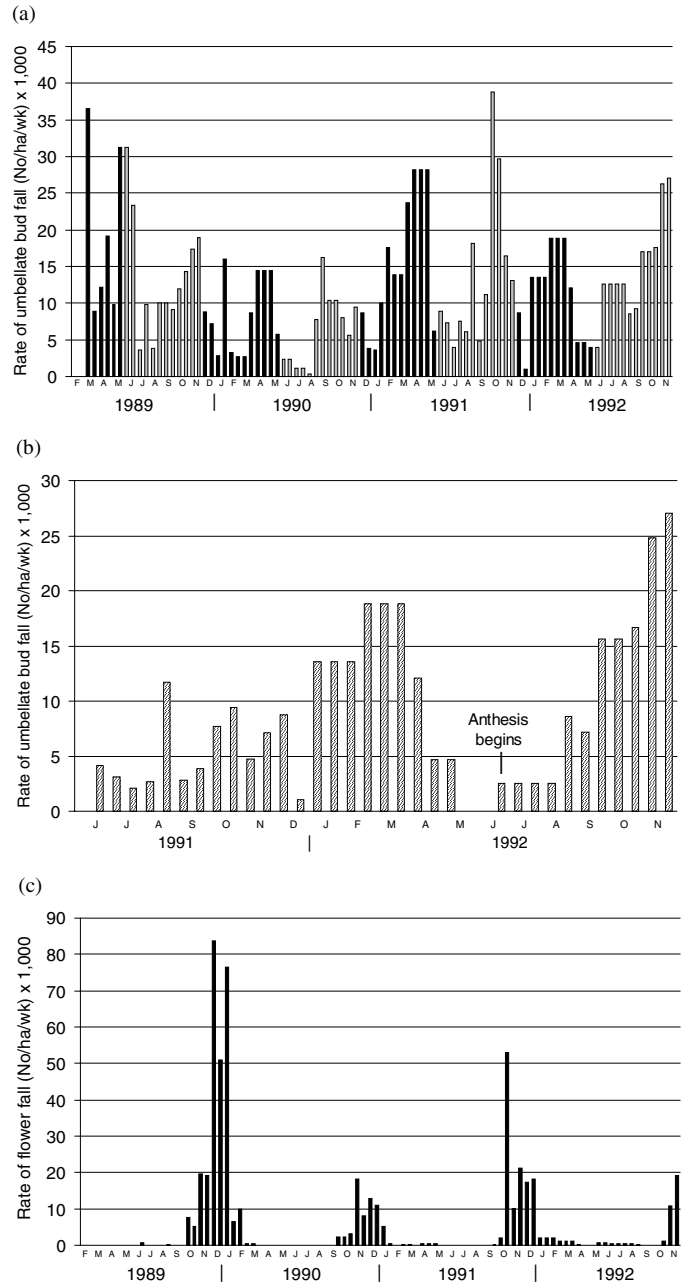 (a)
Rate of umbellate bud fall (No/ha/wk) x 1,000
45
40
35
30
25
20
15
10
5
0
F M A M J J A S O N D J F M A M J J A S O N D J F M A M J J A S O N D J F M A M J J A S O N
1989 | 1990 | 1991 | 1992
(b)
Rate of umbellate bud fall (No/ha/wk) x 1,000
30
25
20
15
10
5
0
Anthesis
begins
J J A S O N D J F M A M J J A S O N
1991 | 1992
(c)
Rate of flower fall (No/ha/wk) x 1,000
90
80
70
60
50
40
30
20
10
0
F M A M J J A S O N D J F M A M J J A S O N D J F M A M J J A S O N D J F M A M J J A S O N
1989 | 1990 | 1991 | 1992